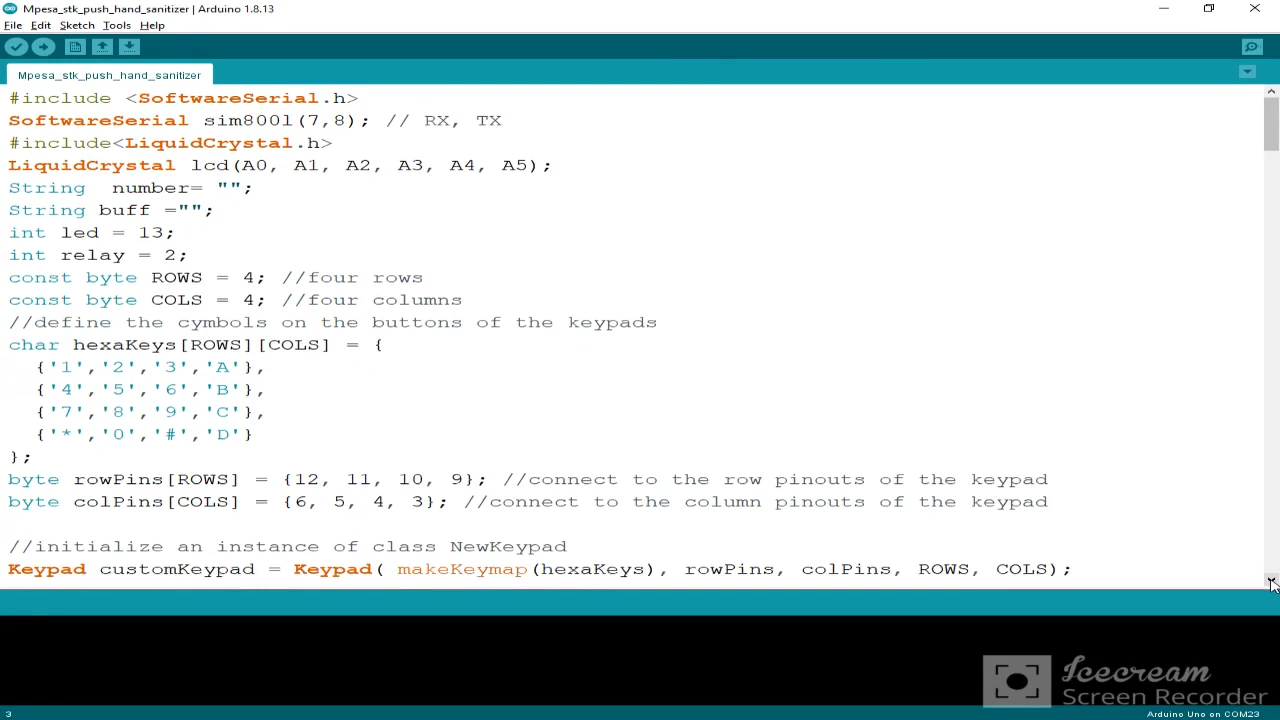 Mpesa_stk_push_hand_sanitizer | Arduino 1.8.13
File Edit Sketch Tools Help
Mpesa_stk_push_hand_sanitizer
#include <SoftwareSerial.h>
SoftwareSerial sim800l(7,8); // RX, TX
#include<LiquidCrystal.h>
LiquidCrystal lcd(A0, A1, A2, A3, A4, A5);
String  number= "";
String buff ="";
int led = 13;
int relay = 2;
const byte ROWS = 4; //four rows
const byte COLS = 4; //four columns
//define the cymbols on the buttons of the keypads
char hexaKeys[ROWS][COLS] = {
  {'1','2','3','A'},
  {'4','5','6','B'},
  {'7','8','9','C'},
  {'*','0','#','D'}
};
byte rowPins[ROWS] = {12, 11, 10, 9}; //connect to the row pinouts of the keypad
byte colPins[COLS] = {6, 5, 4, 3}; //connect to the column pinouts of the keypad
//initialize an instance of class NewKeypad
Keypad customKeypad = Keypad( makeKeymap(hexaKeys), rowPins, colPins, ROWS, COLS);
Icecream
Screen Recorder
3
Arduino Uno on COM23